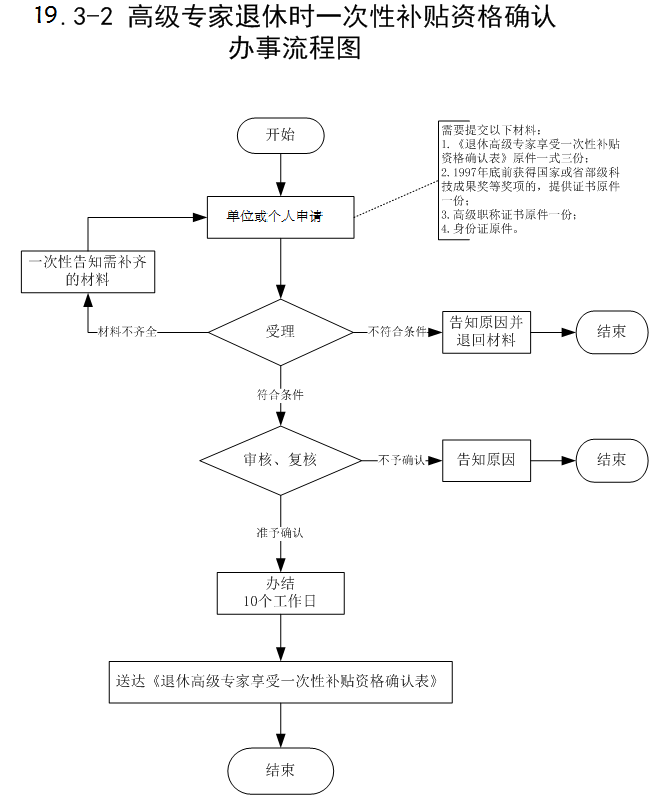 19.3-2 高级专家退休时一次性补贴资格确认
办事流程图
开始
需要提交以下材料：
1.《退休高级专家享受一次性补贴
资格确认表》原件一式三份；
2.1997年底前获得国家或省部级科
技成果奖等奖项的，提供证书原件
一份；
3.高级职称证书原件一份；
4.身份证原件。
单位或个人申请
一次性告知需补齐
的材料
材料不齐全
受理
不符合条件
告知原因并
退回材料
结束
符合条件
审核、复核
不予确认
告知原因
结束
准予确认
办结
10个工作日
送达《退休高级专家享受一次性补贴资格确认表》
结束